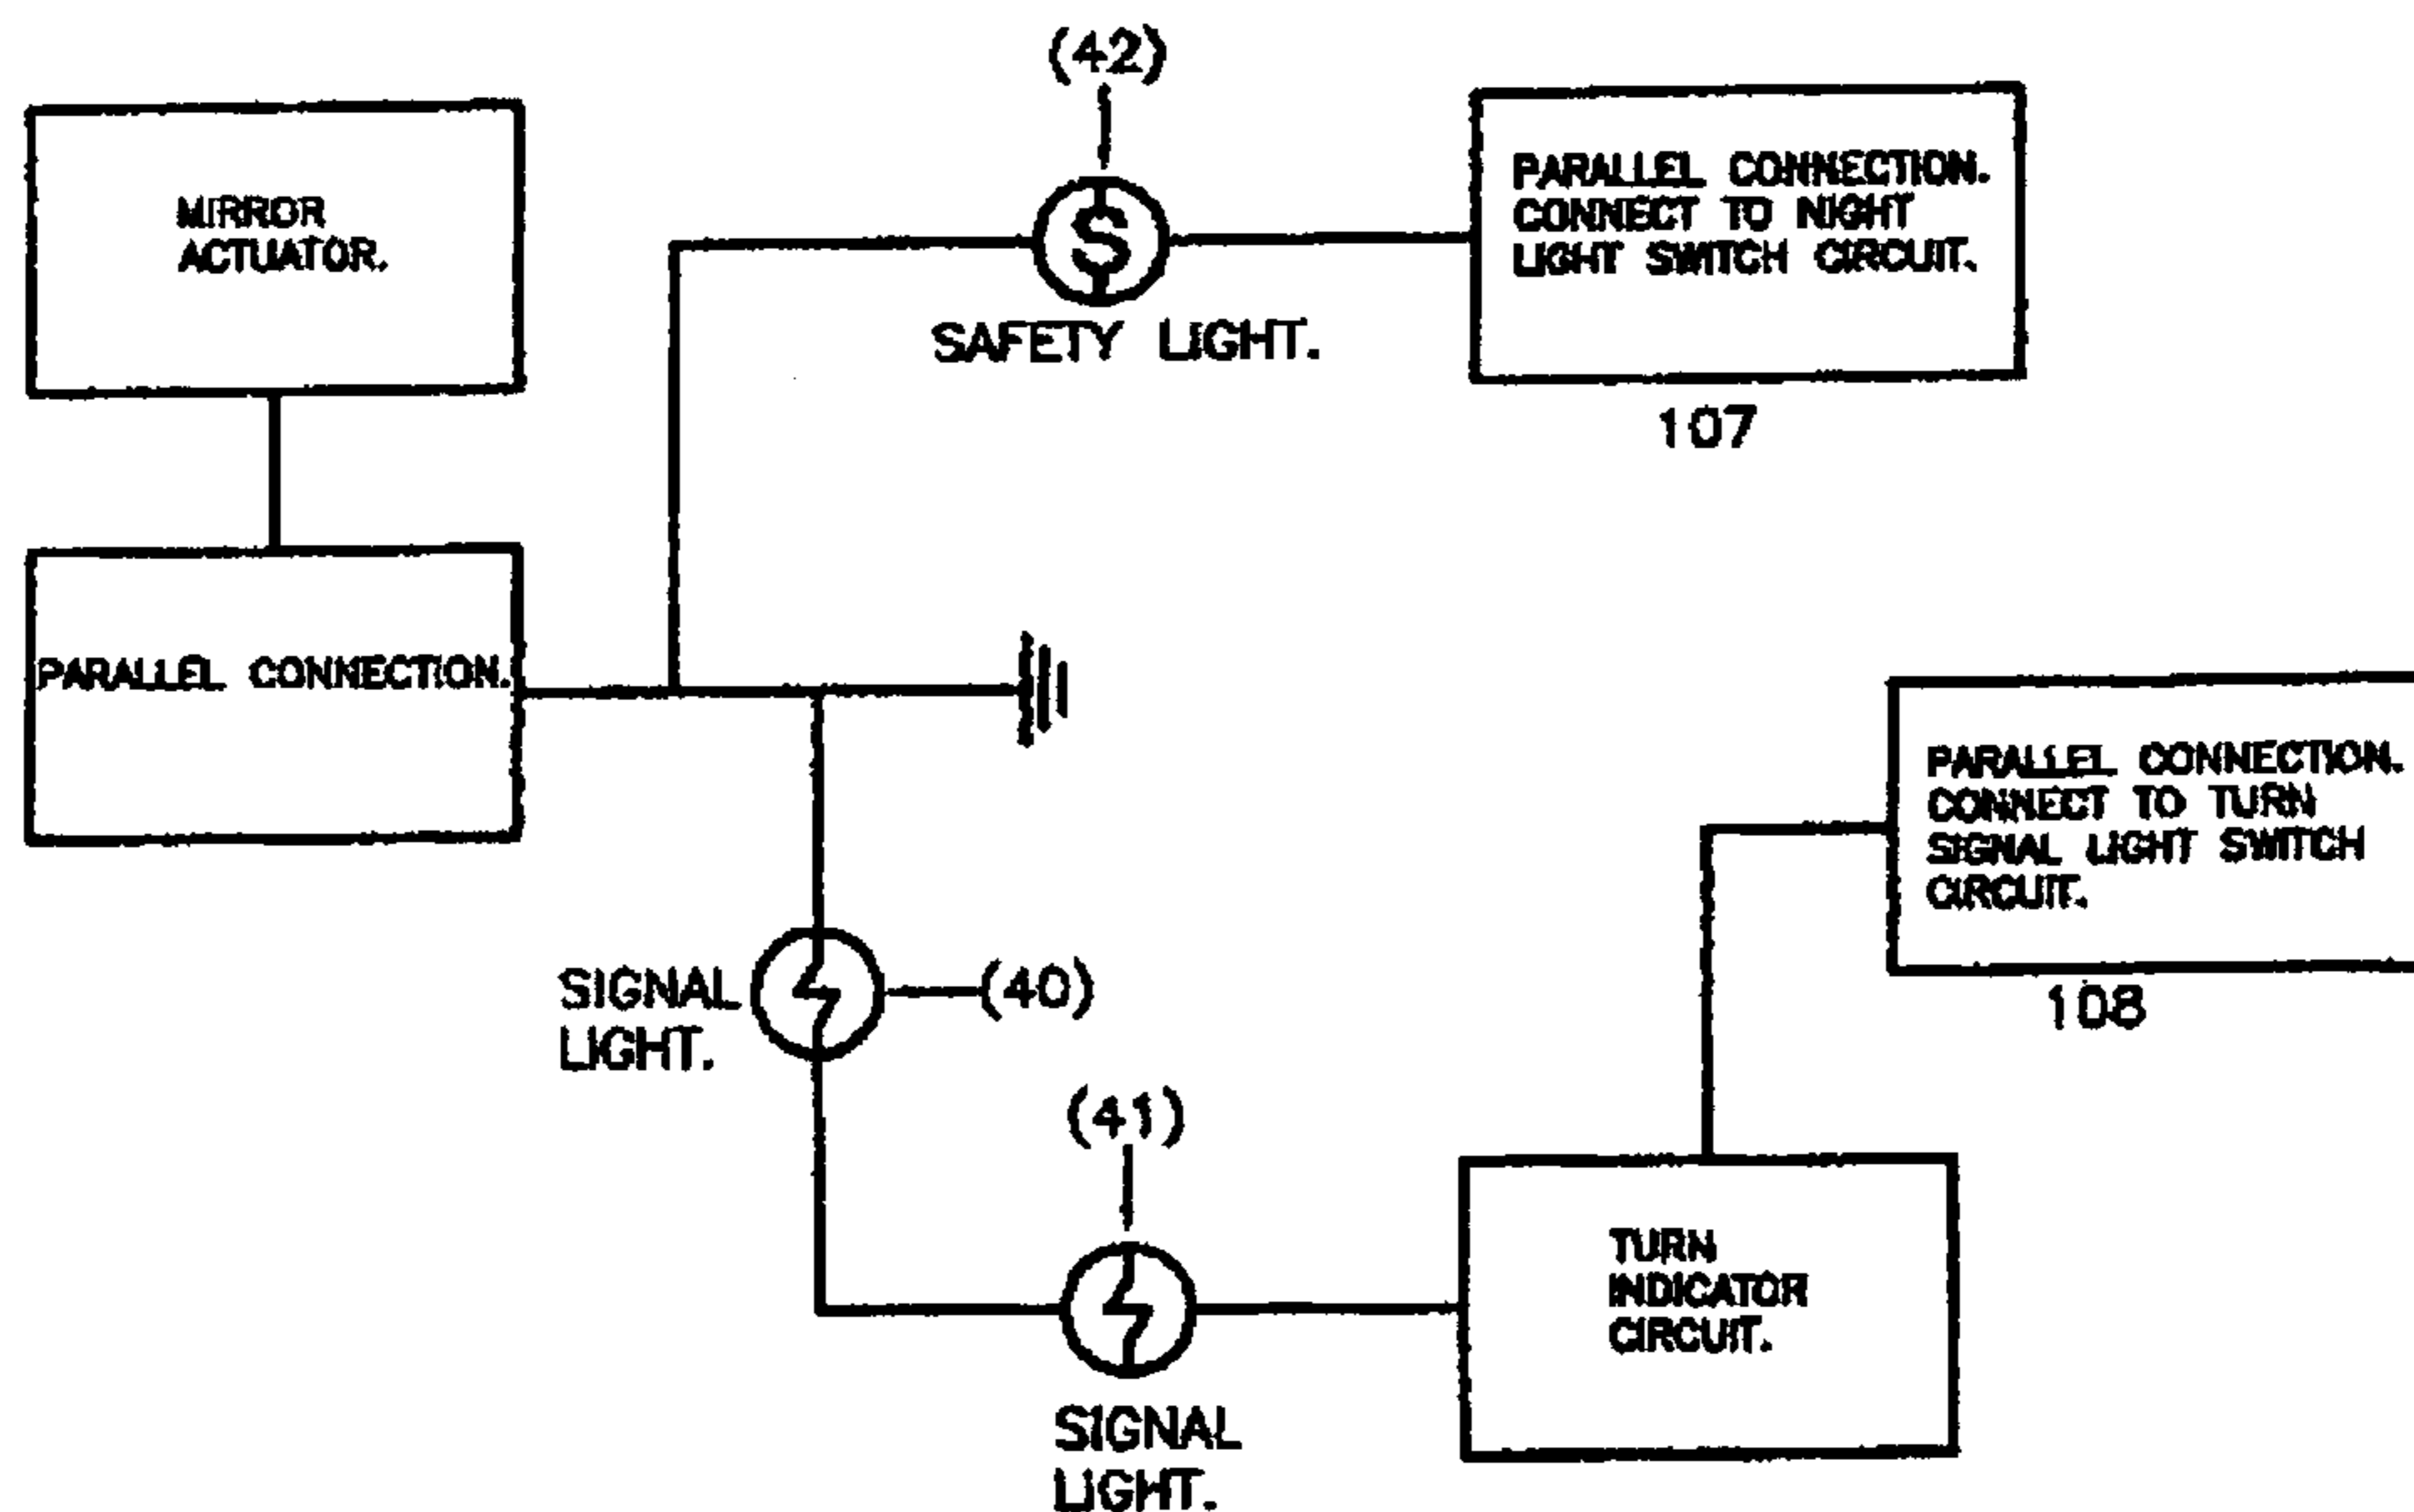 (42)
MIRROR
ACTUATOR.
PARALLEL CONNECTION.
CONNECT TO NIGHT
LIGHT SWITCH CIRCUIT.
SAFETY LIGHT.
107
PARALLEL CONNECTION.
PARALLEL CONNECTION.
CONNECT TO TURN
SIGNAL LIGHT SWITCH
CIRCUIT.
108
SIGNAL
LIGHT.
(40)
(41)
TURN
INDICATOR
CIRCUIT.
SIGNAL
LIGHT.